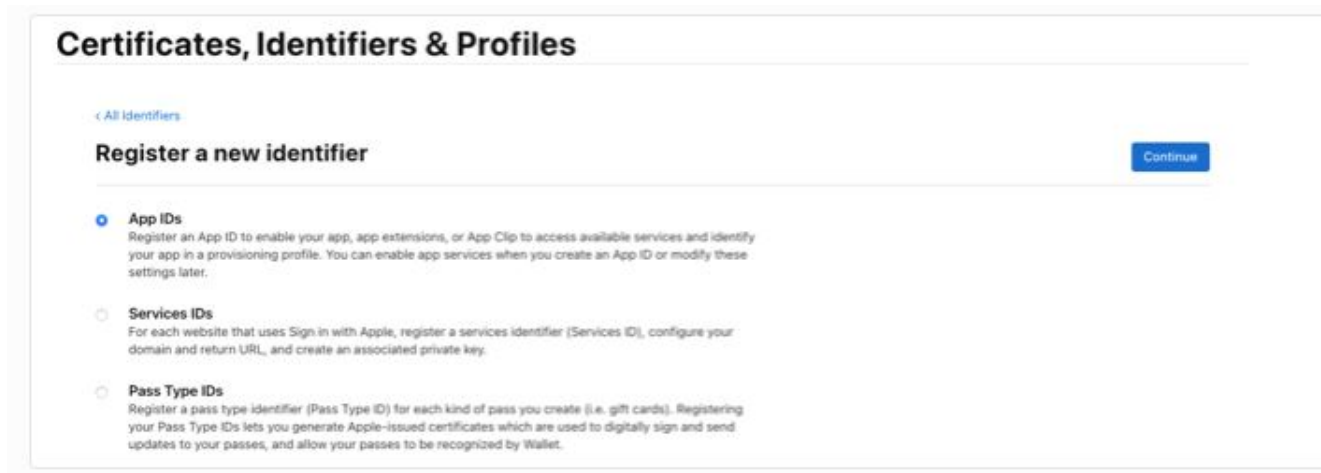 Certificates, Identifiers & Profiles
< All Identifiers
Register a new identifier
Continue
App IDs
Register an App ID to enable your app, app extensions, or App Clip to access available services and identify
your app in a provisioning profile. You can enable app services when you create an App ID or modify these
settings later.
Services IDs
For each website that uses Sign in with Apple, register a services identifier (Services ID), configure your
domain and return URL, and create an associated private key.
Pass Type IDs
Register a pass type identifier (Pass Type ID) for each kind of pass you create (i.e. gift cards). Registering
your Pass Type IDs lets you generate Apple-issued certificates which are used to digitally sign and send
updates to your passes, and allow your passes to be recognized by Wallet.